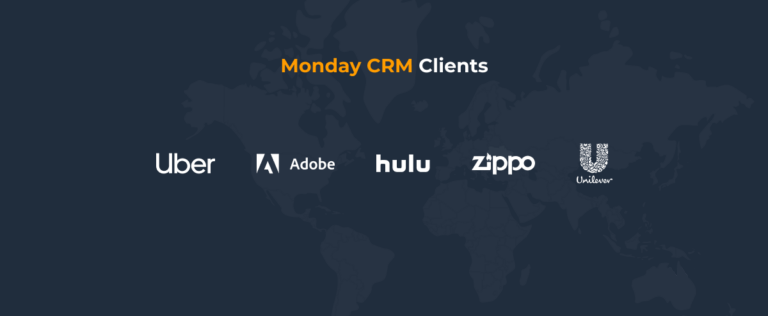 Monday CRM Clients
Uber
Adobe
hulu
zippo
Unilever